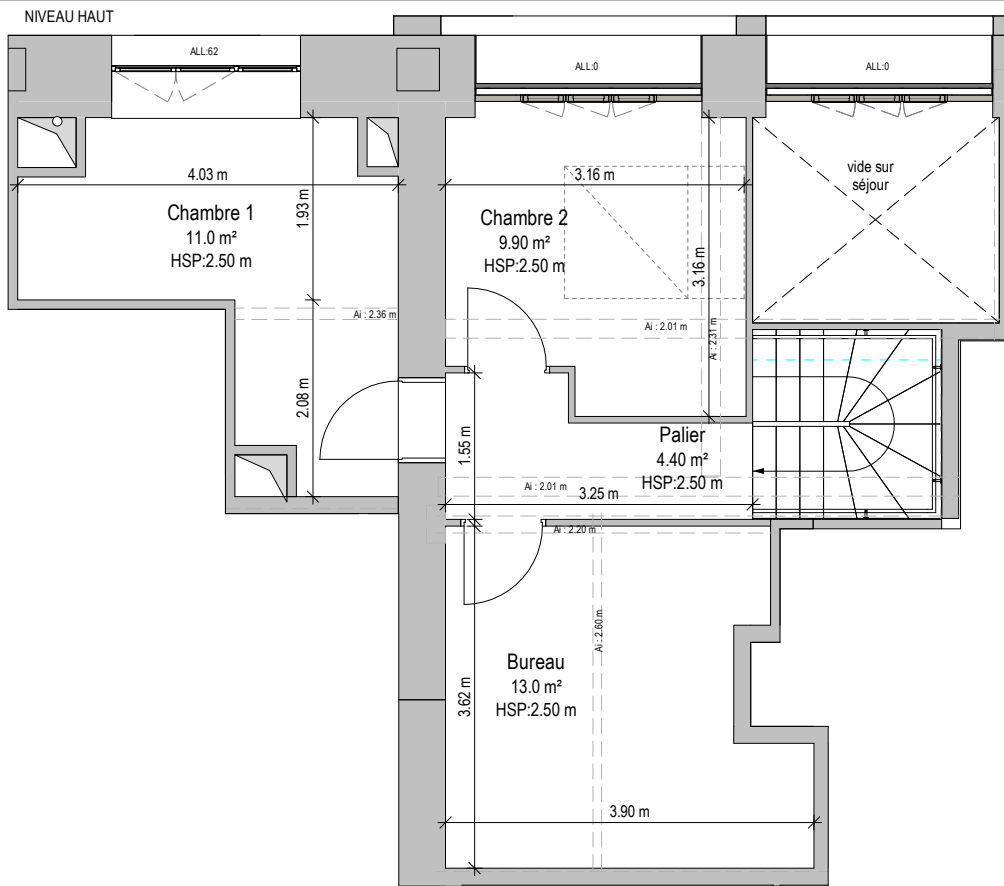 NIVEAU HAUT
ALL:62
ALL:0
ALL:0
4.03 m
1.93 m
Chambre 1
11.0 m²
HSP:2.50 m
3.16 m
Chambre 2
9.90 m²
HSP:2.50 m
3.16 m
vide sur
séjour
Ai : 2.36 m
Ai : 2.01 m
Ai : 2.31 m
2.08 m
1.55 m
Palier
4.40 m²
HSP:2.50 m
Ai : 2.01 m
3.25 m
Ai : 2.20 m
Ai : 2.60 m
Bureau
13.0 m²
HSP:2.50 m
3.62 m
3.90 m